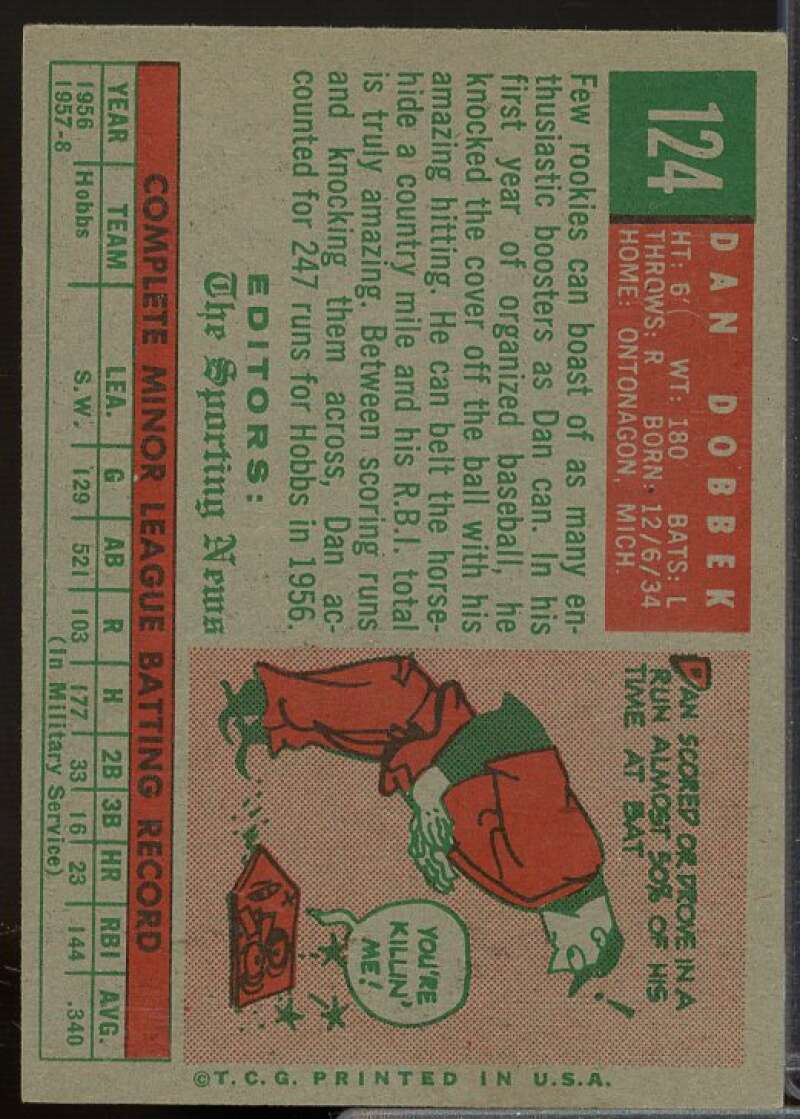 124
DAN DOBBEK
HT: 6'( WT: 180 BATS: L
THROWS: R BORN: 12/6/34
HOME: ONTONAGON, MICH.
Few rookies can boast of as many en-
thusiastic boosters as Dan can. In his
first year of organized baseball, he
knocked the cover off the ball with his
amazing hitting. He can belt the horse-
hide a country mile and his R.B.I. total
is truly amazing. Between scoring runs
and knocking them across, Dan ac-
counted for 247 runs for Hobbs in 1956.
EDITORS:
The Sporting News
DAN SCORED OR DROVE IN A
RUN ALMOST 50% OF HIS
TIME AT BAT
!
YOU'RE
KILLIN'
ME!
COMPLETE MINOR LEAGUE BATTING RECORD
YEAR TEAM LEA. G AB R H 2B 3B HR RBI AVG.
1956 Hobbs S.W. 129 521 103 177 33 16 23 144 .340
1957-8 (In Military Service)
©T.C.G. PRINTED IN U.S.A.